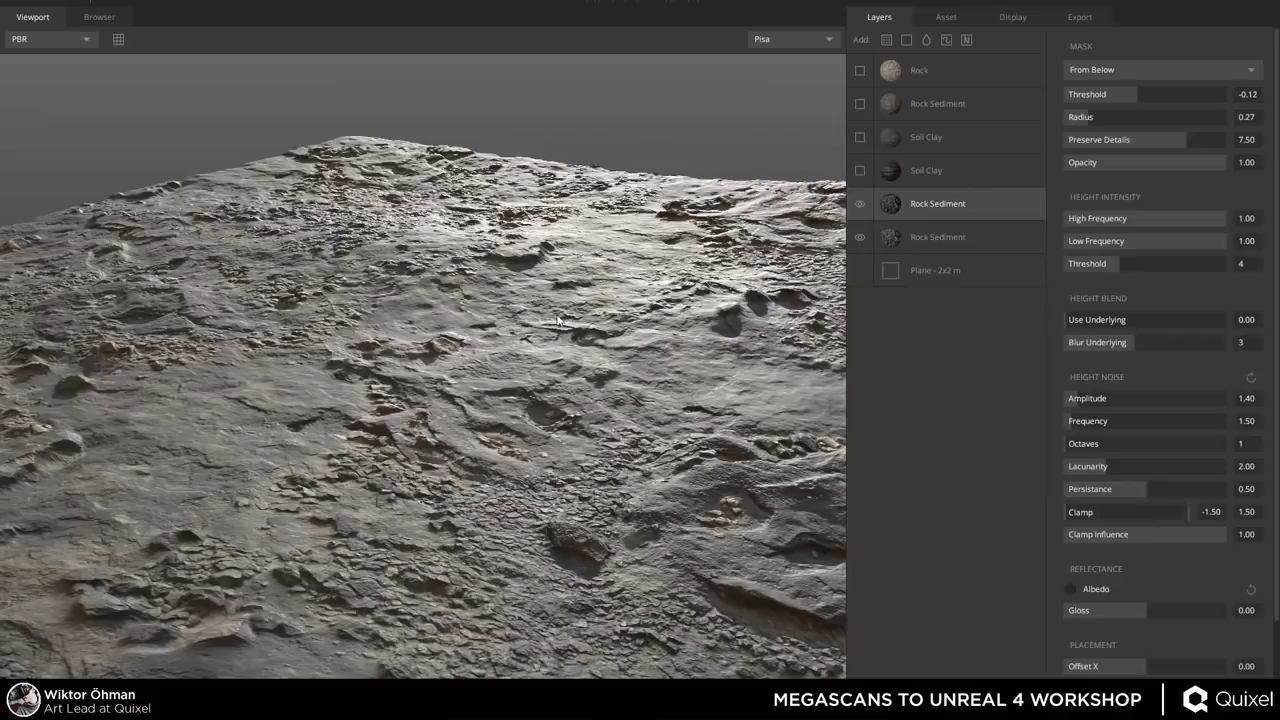 Viewport Browser
PBR
Pisa
Layers Asset Display Export
Add:
Rock
Rock Sediment
Soil Clay
Soil Clay
Rock Sediment
Rock Sediment
Plane - 2x2 m
MASK
From Below
Threshold -0.12
Radius 0.27
Preserve Details 7.50
Opacity 1.00
HEIGHT INTENSITY
High Frequency 1.00
Low Frequency 1.00
Threshold 4
HEIGHT BLEND
Use Underlying 0.00
Blur Underlying 3
HEIGHT NOISE
Amplitude 1.40
Frequency 1.50
Octaves 1
Lacunarity 2.00
Persistance 0.50
Clamp -1.50 1.50
Clamp Influence 1.00
REFLECTANCE
Albedo
Gloss 0.00
PLACEMENT
Offset X 0.00
Wiktor Öhman
Art Lead at Quixel
MEGASCANS TO UNREAL 4 WORKSHOP
Quixel